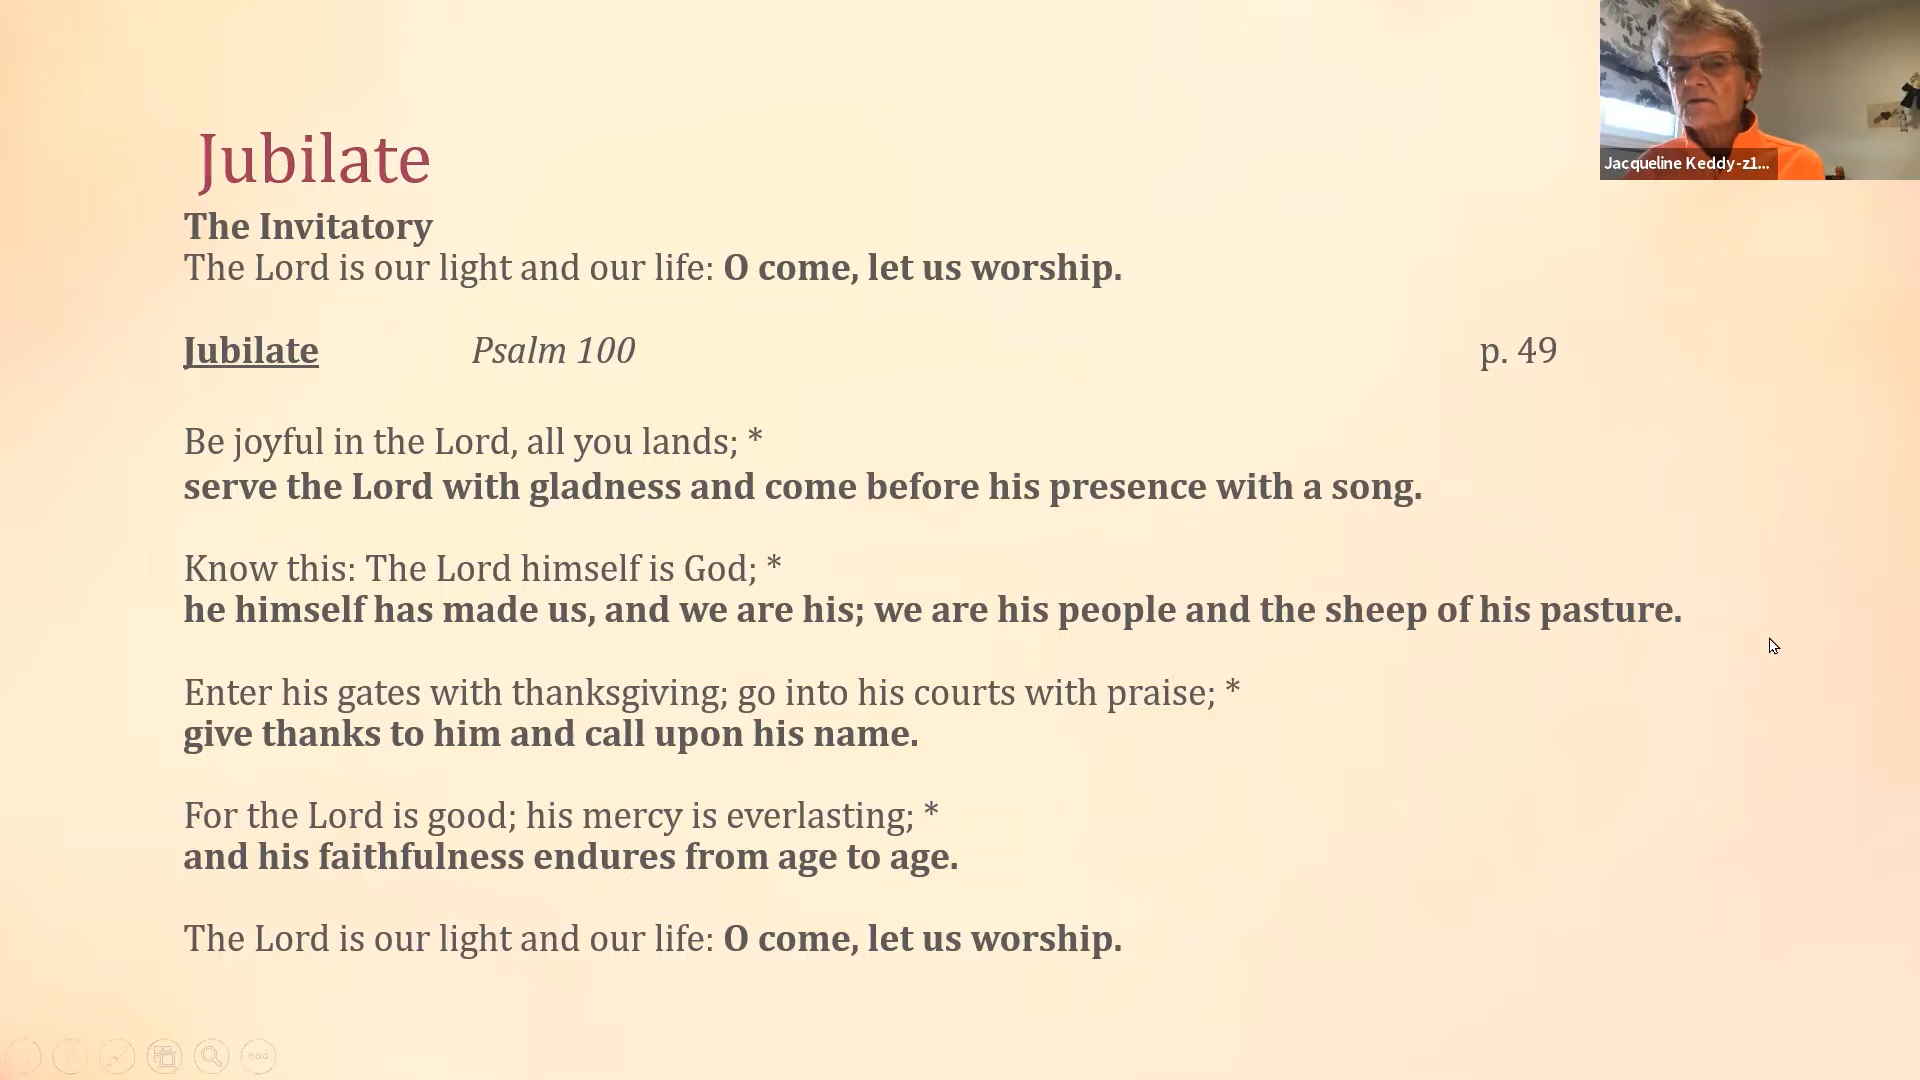 Jubilate
The Invitatory
The Lord is our light and our life: O come, let us worship.
Jubilate Psalm 100 p. 49
Be joyful in the Lord, all you lands; *
serve the Lord with gladness and come before his presence with a song.
Know this: The Lord himself is God; *
he himself has made us, and we are his; we are his people and the sheep of his pasture.
Enter his gates with thanksgiving; go into his courts with praise; *
give thanks to him and call upon his name.
For the Lord is good; his mercy is everlasting; *
and his faithfulness endures from age to age.
The Lord is our light and our life: O come, let us worship.
Jacqueline Keddy-z1...